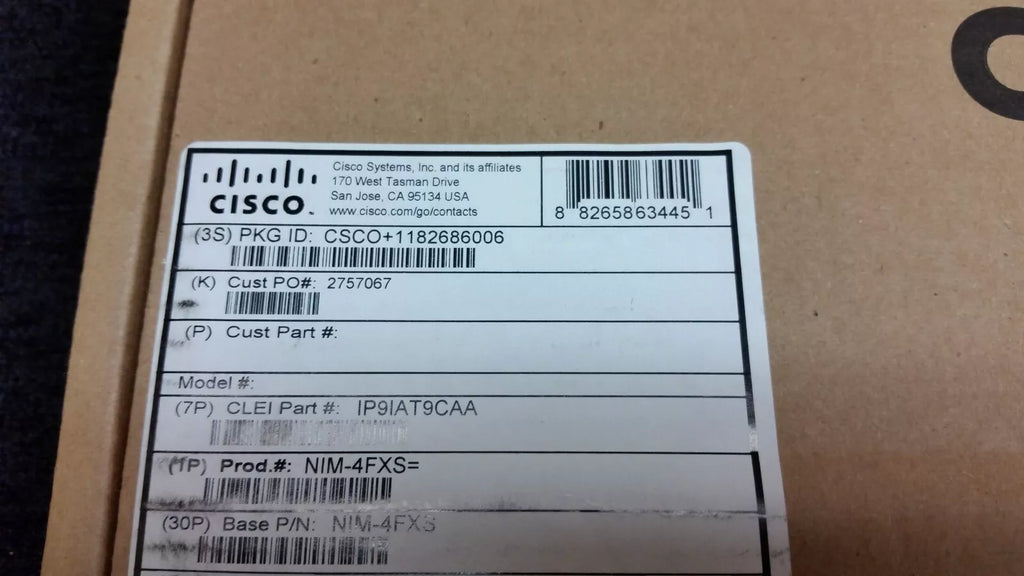 CISCO
Cisco Systems, Inc. and its affiliates
170 West Tasman Drive
San Jose, CA 95134 USA
www.cisco.com/go/contacts
8 8265863445 1
(3S) PKG ID: CSCO+1182686006
(K) Cust PO#: 2757067
(P) Cust Part #:
Model #:
(7P) CLEI Part #: IP9IAT9CAA
(1P) Prod.#: NIM-4FXS=
(30P) Base P/N: NIM-4FXS